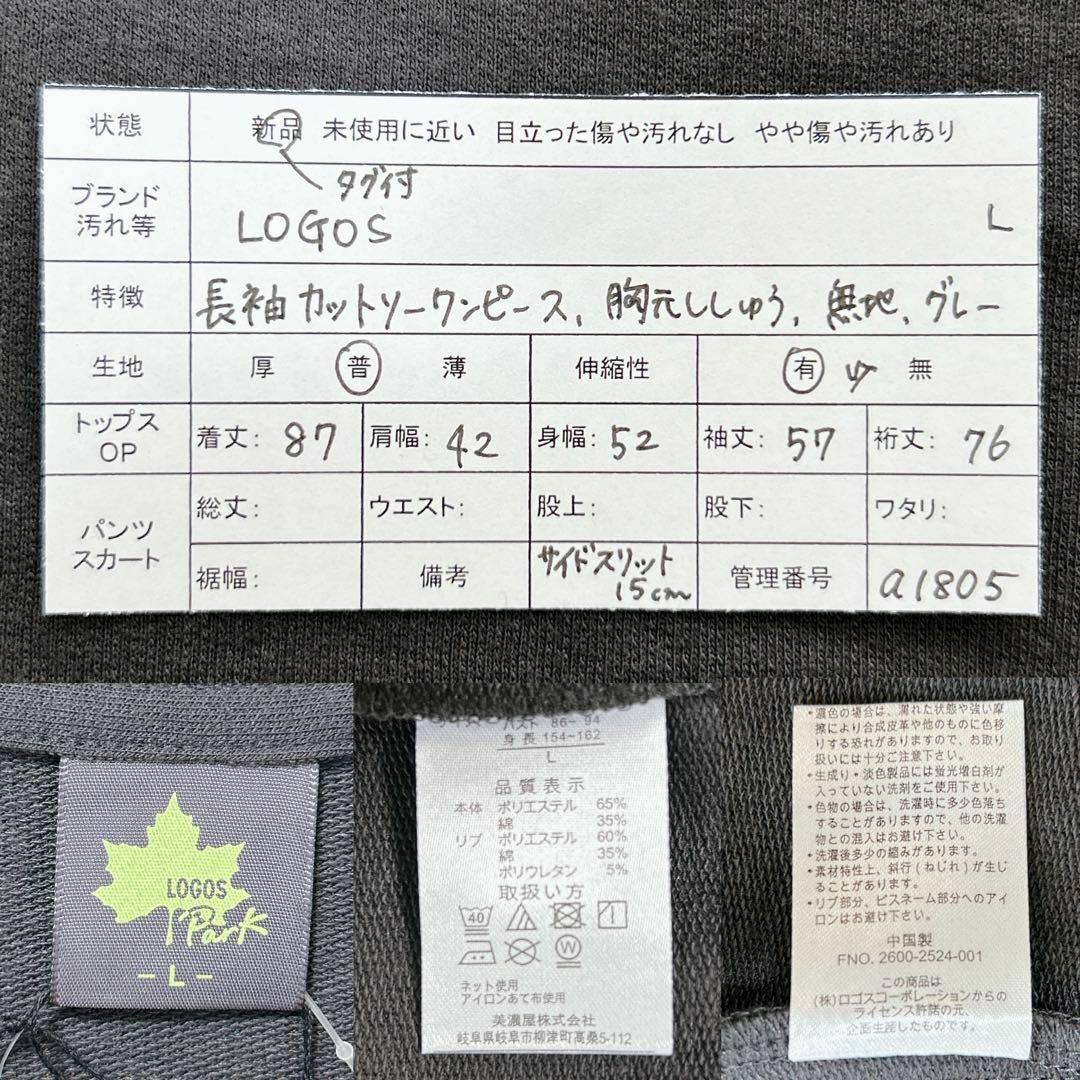 状態 新品 未使用に近い 目立った傷や汚れなし やや傷や汚れあり
タグ付
ブランド
汚れ等 LOGOS L
特徴 長袖カットソーワンピース、胸元ししゅう、無地、グレー
生地 厚 普 薄 伸縮性 有 無
トップス
OP 着丈: 87 肩幅: 42 身幅: 52 袖丈: 57 裄丈: 76
パンツ
スカート
総丈: ウエスト: 股上: 股下: ワタリ:
裾幅: 備考 サイドスリット
15cm 管理番号 a1805
LOGOS
Park
-L-
バスト 86~94
身長 154~162
L
品質表示
本体 ポリエステル 65%
綿 35%
リブ ポリエステル 60%
綿 35%
ポリウレタン 5%
取扱い方
40
W
ネット使用
アイロンあて布使用
美濃屋株式会社
岐阜県岐阜市柳津町高桑5-112
・濃色の場合は、濡れた状態や強い摩
擦により合成皮革や他のものに色移
りする恐れがありますので、お取り
扱いには十分ご注意下さい。
・生成り・淡色製品には蛍光増白剤が
入っていない洗剤をご使用下さい。
・色物の場合は、洗濯時に多少色落ち
することがありますので、他の洗濯
物との混入はお避け下さい。
・洗濯後多少の縮みがあります。
・素材特性上、斜行(ねじれ)が生じ
ることがあります。
・リブ部分、ピスネーム部分へのアイ
ロンはお避け下さい。
中国製
FNO. 2600-2524-001
この商品は
(株)ロゴスコーポレーションからの
ライセンス許諾の元、
企画生産したものです。